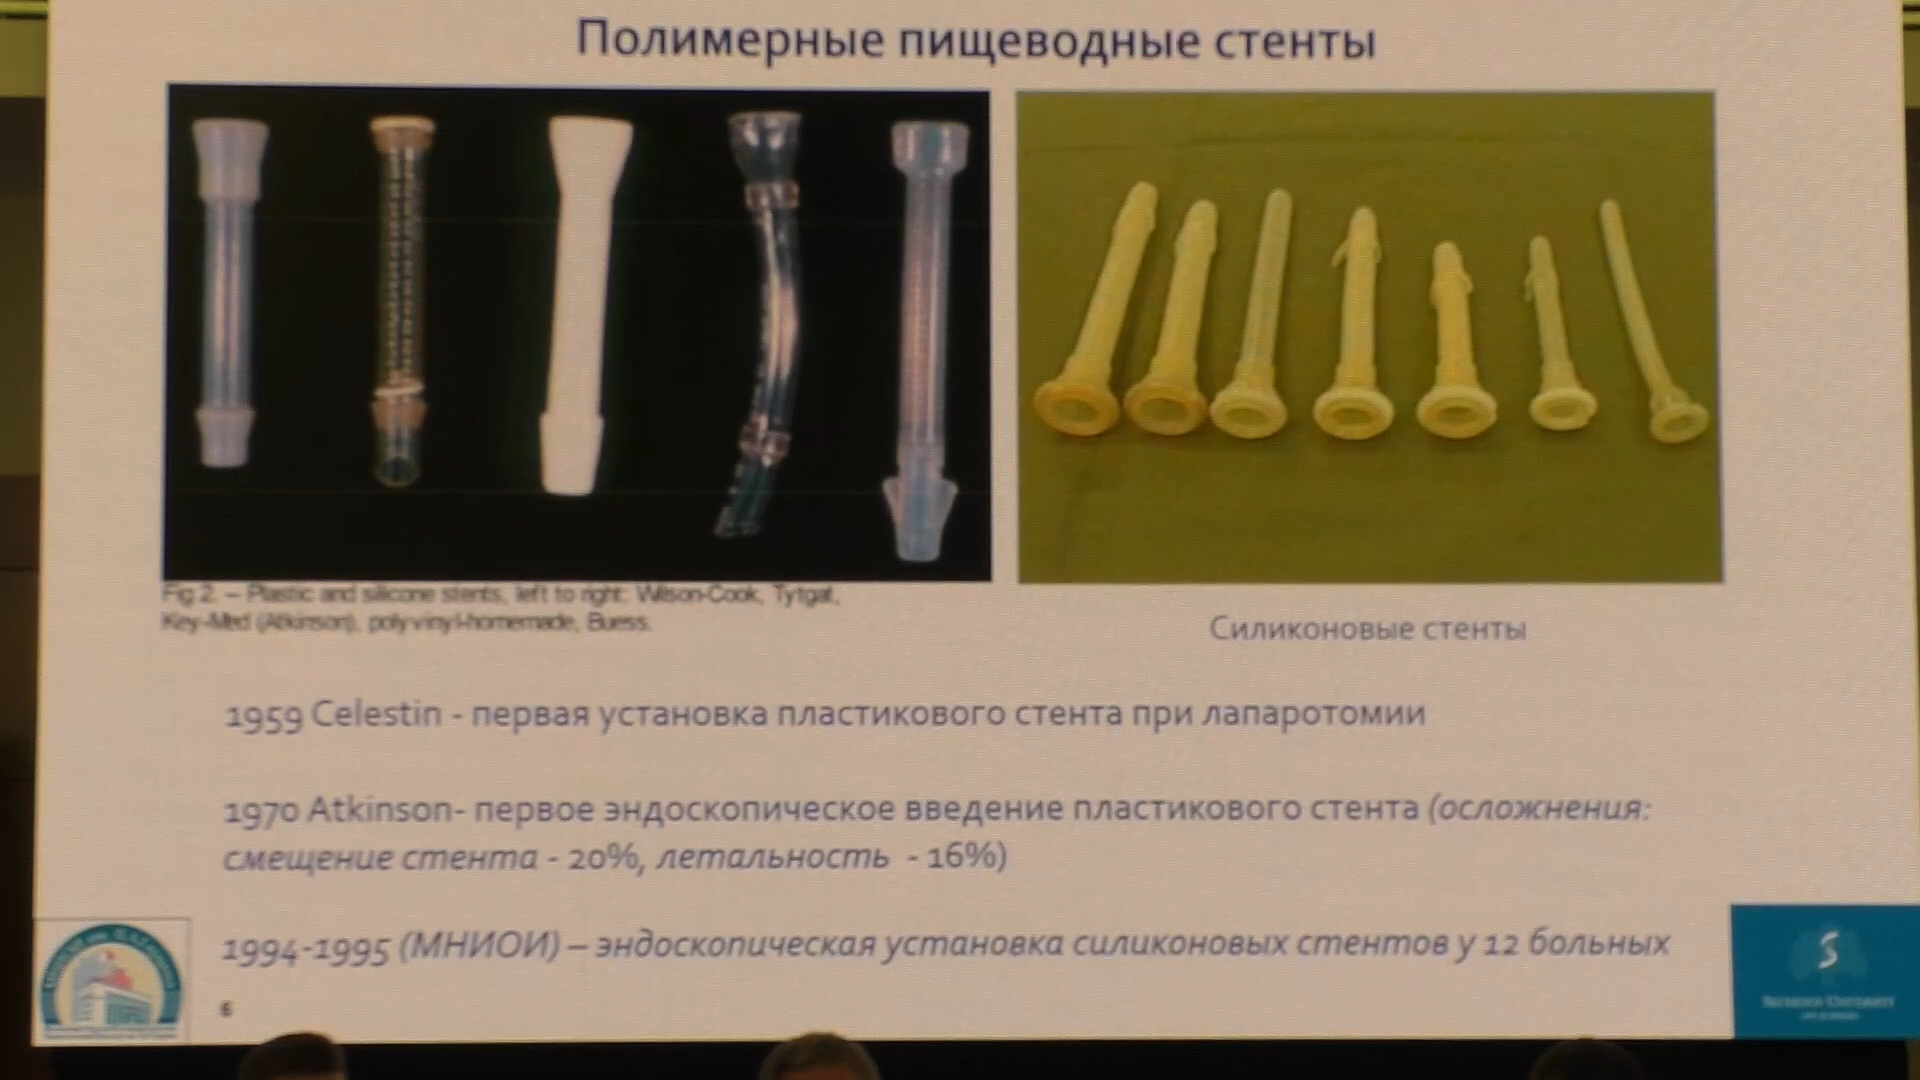 Полимерные пищеводные стенты
Fig 2. – Plastic and silicone stents, left to right: Wilson-Cook, Tytgat,
Key-Med (Atkinson), polyvinyl-homemade, Buess.
Силиконовые стенты
1959 Celestin - первая установка пластикового стента при лапаротомии
1970 Atkinson- первое эндоскопическое введение пластикового стента (осложнения:
смещение стента - 20%, летальность - 16%)
1994-1995 (МНИОИ) – эндоскопическая установка силиконовых стентов у 12 больных
6
S
University